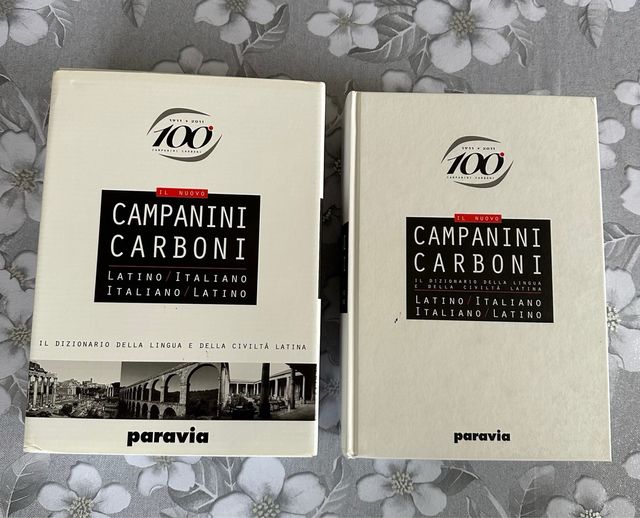 1911 • 2011
100°
CAMPANINI CARBONI
IL NUOVO
CAMPANINI
CARBONI
LATINO/ITALIANO
ITALIANO/LATINO
IL DIZIONARIO DELLA LINGUA E DELLA CIVILTÀ LATINA
paravia
1911 • 2011
100°
CAMPANINI CARBONI
IL NUOVO
CAMPANINI
CARBONI
IL DIZIONARIO DELLA LINGUA
E DELLA CIVILTÀ LATINA
LATINO/ITALIANO
ITALIANO/LATINO
paravia